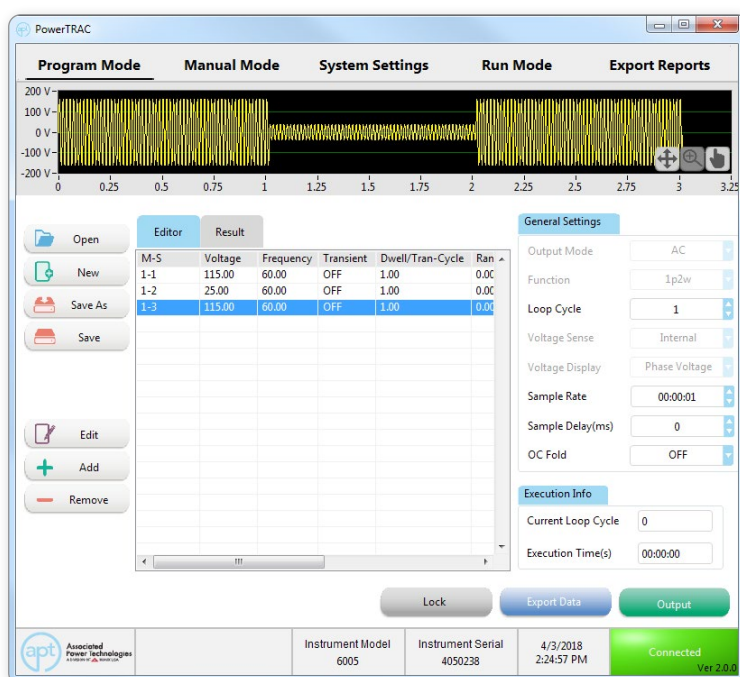 apt PowerTRAC
Program Mode Manual Mode System Settings Run Mode Export Reports
200 V
100 V
0 V
-100 V
-200 V
0 0.25 0.5 0.75 1 1.25 1.5 1.75 2 2.25 2.5 2.75 3 3.25
Open
New
Save As
Save
Edit
Add
Remove
Editor Result
M-S Voltage Frequency Transient Dwell/Tran-Cycle Ran
1-1 115.00 60.00 OFF 1.00 0.00
1-2 25.00 60.00 OFF 1.00 0.00
1-3 115.00 60.00 OFF 1.00 0.00
General Settings
Output Mode AC
Function 1p2w
Loop Cycle 1
Voltage Sense Internal
Voltage Display Phase Voltage
Sample Rate 00:00:01
Sample Delay(ms) 0
OC Fold OFF
Execution Info
Current Loop Cycle 0
Execution Time(s) 00:00:00
Lock Export Data Output
apt Associated
Power Technologies
Instrument Model
6005
Instrument Serial
4050238
4/3/2018
2:24:57 PM
Connected
Ver 2.0.0